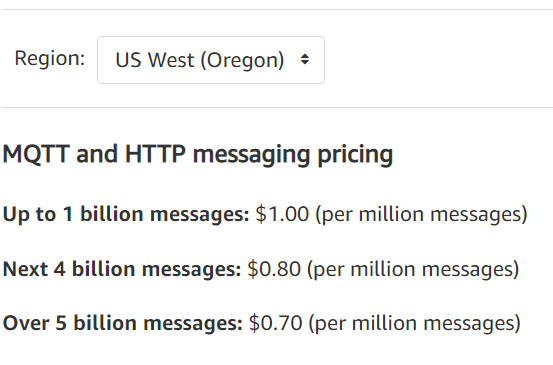 Region: US West (Oregon)
MQTT and HTTP messaging pricing
Up to 1 billion messages: $1.00 (per million messages)
Next 4 billion messages: $0.80 (per million messages)
Over 5 billion messages: $0.70 (per million messages)